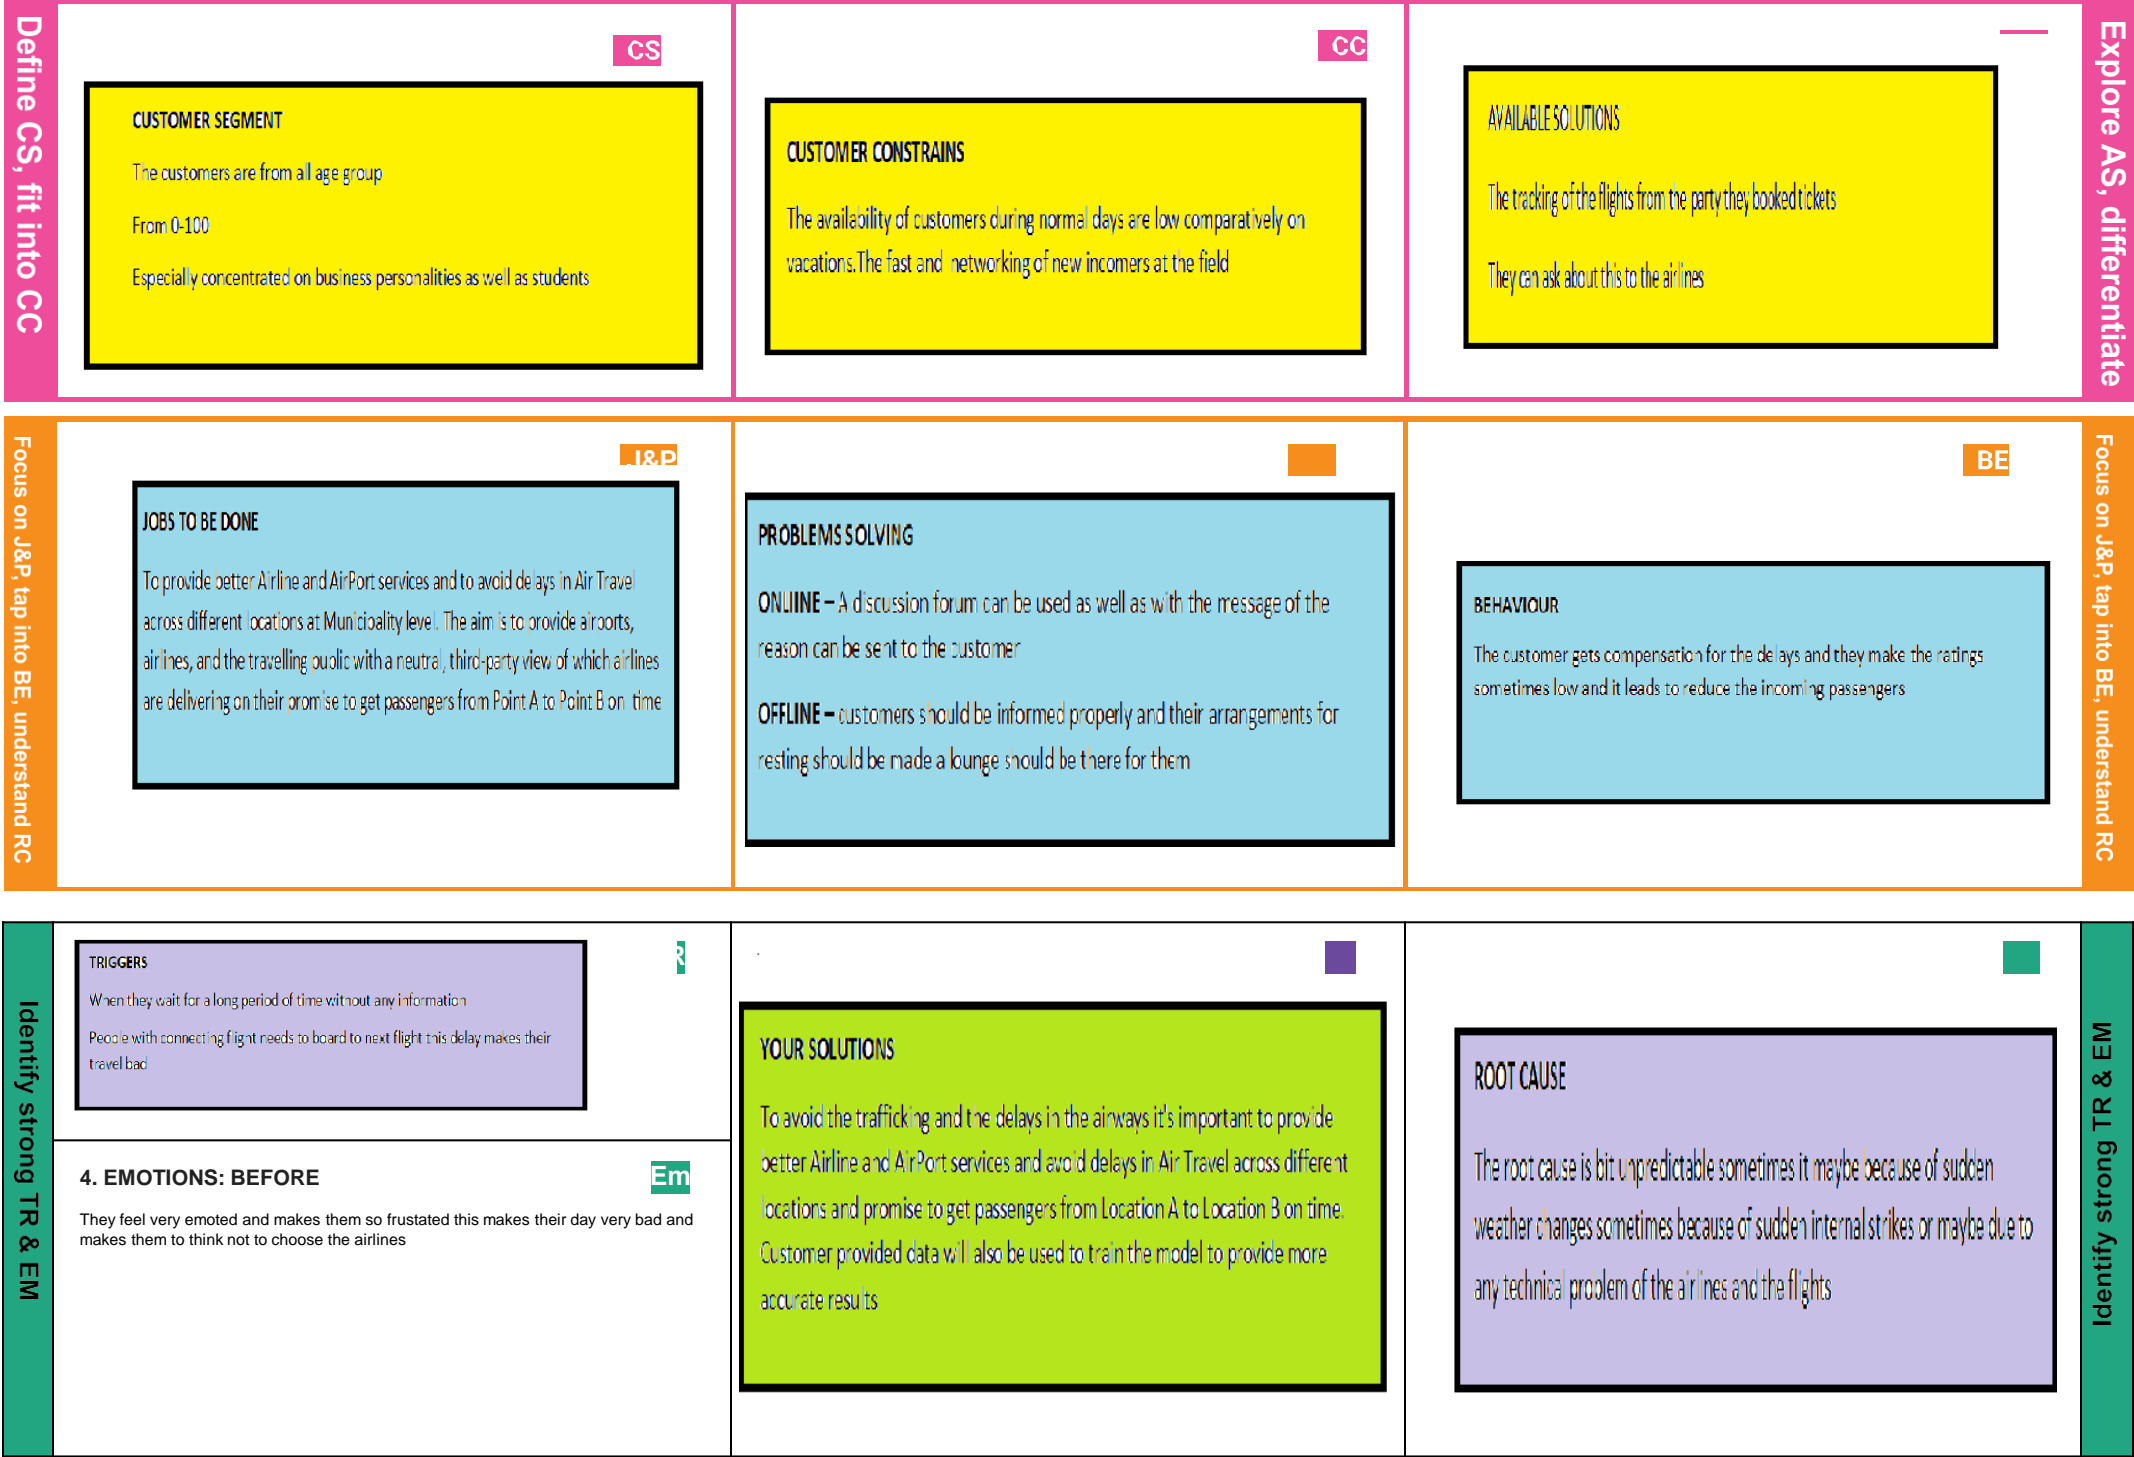 Define CS, fit into CC
CS
CUSTOMER SEGMENT
The customers are from all age group
From 0-100
Especially concentrated on business personalities as well as students
CC
CUSTOMER CONSTRAINS
The availability of customers during normal days are low comparatively on
vacations.The fast and networking of new incomers at the field
AVAILABLE SOLUTIONS
The tracking of the flights from the party they booked tickets
They can ask about this to the airlines
Explore AS, differentiate
Focus on J&P, tap into BE, understand RC
J&P
JOBS TO BE DONE
To provide better Airline and AirPort services and to avoid delays in Air Travel
across different locations at Municipality level. The aim is to provide airports,
airlines, and the travelling public with a neutral, third-party view of which airlines
are delivering on their promise to get passengers from Point A to Point B on time
PROBLEMS SOLVING
ONLIINE – A discussion forum can be used as well as with the message of the
reason can be sent to the customer
OFFLINE – customers should be informed properly and their arrangements for
resting should be made a lounge should be there for them
BE
BEHAVIOUR
The customer gets compensation for the delays and they make the ratings
sometimes low and it leads to reduce the incoming passengers
Focus on J&P, tap into BE, understand RC
Identify strong TR & EM
R
TRIGGERS
When they wait for a long period of time without any information
People with connecting flight needs to board to next flight this delay makes their
travel bad
4. EMOTIONS: BEFORE
Em
They feel very emoted and makes them so frustated this makes their day very bad and
makes them to think not to choose the airlines
YOUR SOLUTIONS
To avoid the trafficking and the delays in the airways it's important to provide
better Airline and AirPort services and avoid delays in Air Travel across different
locations and promise to get passengers from Location A to Location B on time.
Customer provided data will also be used to train the model to provide more
accurate results
ROOT CAUSE
The root cause is bit unpredictable sometimes it maybe because of sudden
weather changes sometimes because of sudden internal strikes or maybe due to
any technical problem of the airlines and the flights
Identify strong TR & EM